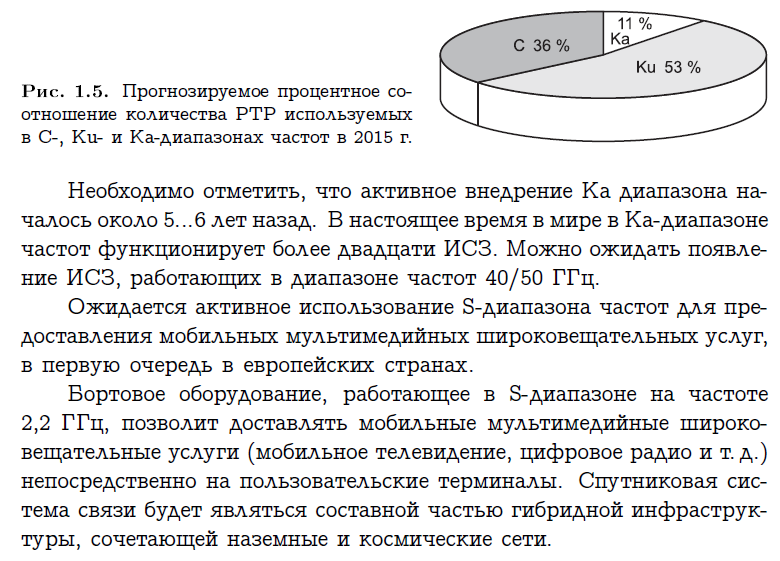 11 %
Ka
C 36 %
Ku 53 %
Рис. 1.5. Прогнозируемое процентное со-
отношение количества РТР используемых
в C-, Ku- и Ka-диапазонах частот в 2015 г.
Необходимо отметить, что активное внедрение Ka диапазона на-
чалось около 5...6 лет назад. В настоящее время в мире в Ka-диапазоне
частот функционирует более двадцати ИСЗ. Можно ожидать появле-
ние ИСЗ, работающих в диапазоне частот 40/50 ГГц.
Ожидается активное использование S-диапазона частот для пре-
доставления мобильных мультимедийных широковещательных услуг,
в первую очередь в европейских странах.
Бортовое оборудование, работающее в S-диапазоне на частоте
2,2 ГГц, позволит доставлять мобильные мультимедийные широко-
вещательные услуги (мобильное телевидение, цифровое радио и т. д.)
непосредственно на пользовательские терминалы. Спутниковая сис-
тема связи будет являться составной частью гибридной инфраструк-
туры, сочетающей наземные и космические сети.